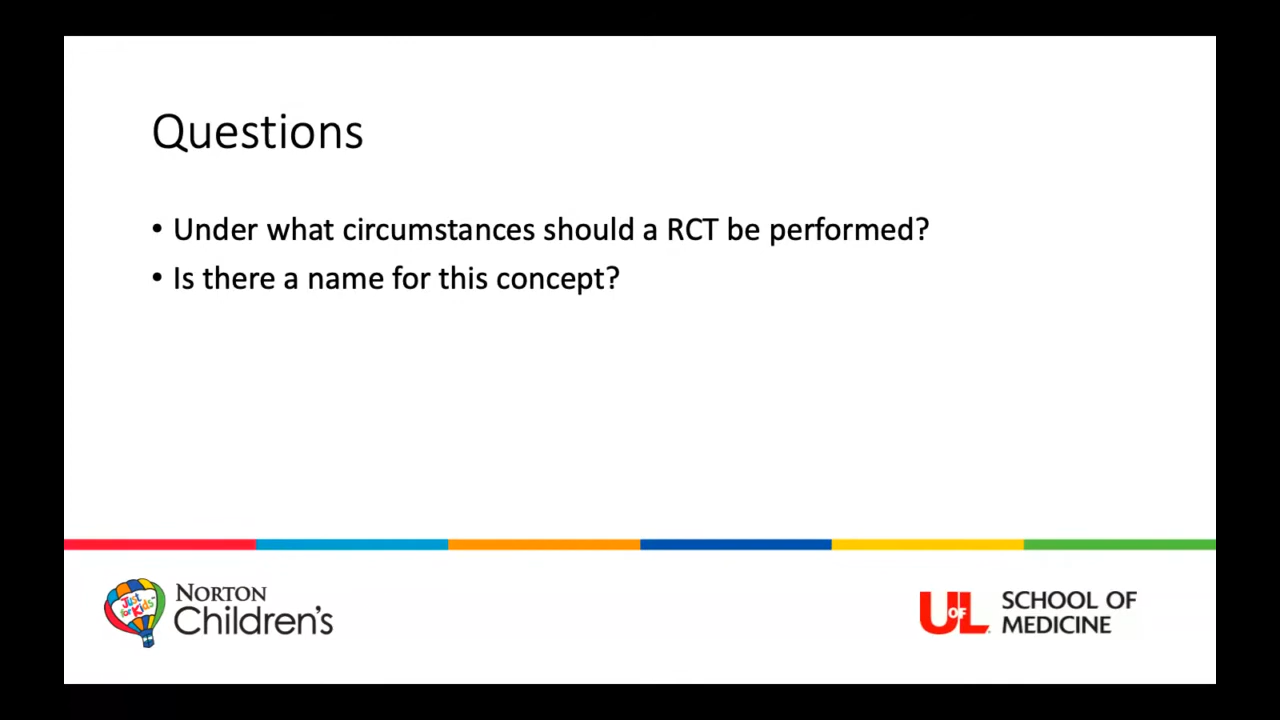 Questions
• Under what circumstances should a RCT be performed?
• Is there a name for this concept?
Just
for Kids
NORTON
Children's
UOFL
SCHOOL OF
MEDICINE